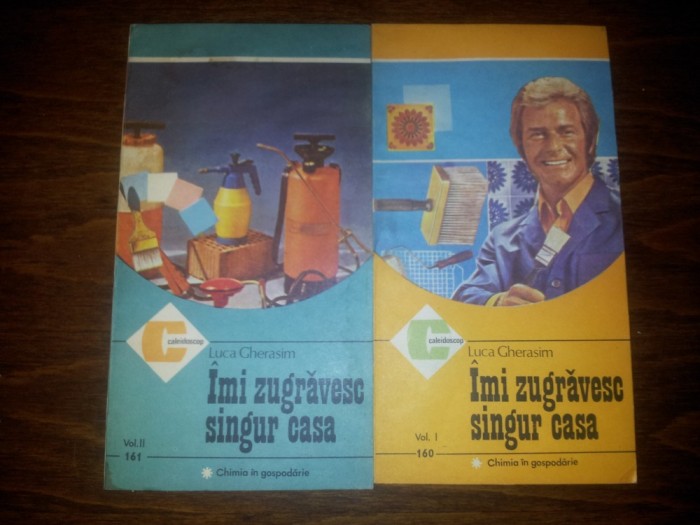 caleidoscop
Luca Gherasim
Îmi zugrăvesc
singur casa
Vol. II
161
Chimia în gospodărie
caleidoscop
Luca Gherasim
Îmi zugrăvesc
singur casa
Vol. I
160
Chimia în gospodărie